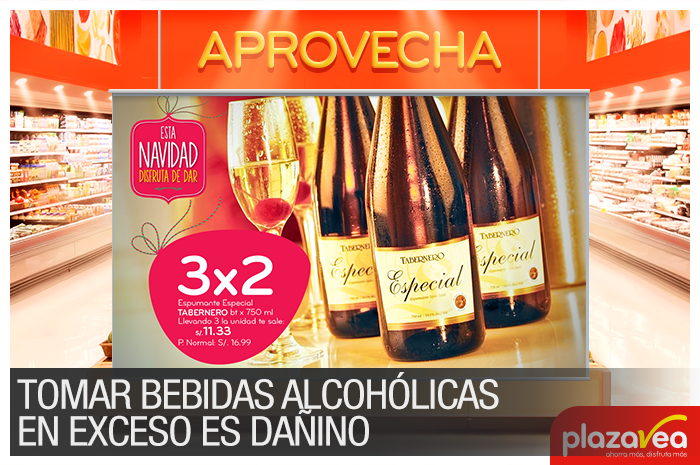 APROVECHA
ESTA
NAVIDAD
DISFRUTA DE DAR
3x2
Espumante Especial
TABERNERO bt x 750 ml
Llevando 3 la unidad te sale:
S/.11.33
P. Normal: S/. 16.99
TABERNERO
Especial
TABERNERO
Especial
TABERNERO
Especial
TOMAR BEBIDAS ALCOHÓLICAS
EN EXCESO ES DAÑINO
plazavea
ahorra más, disfruta más